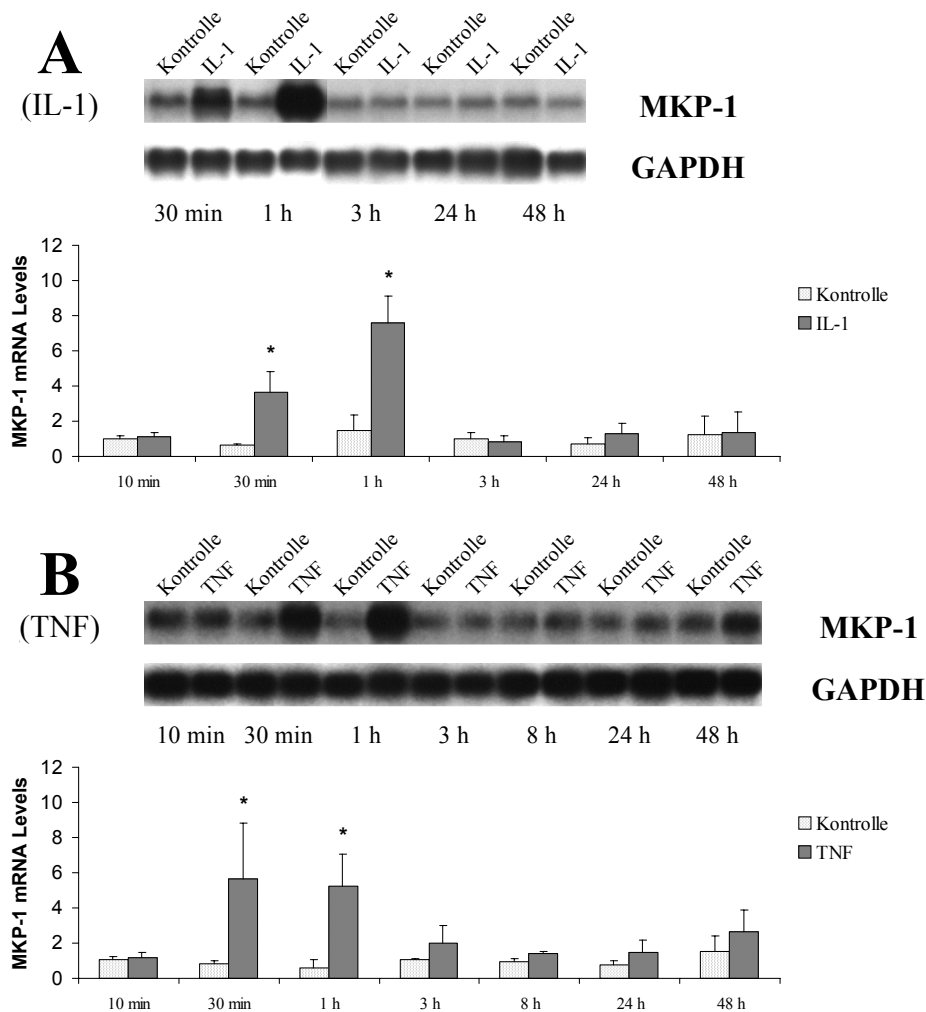 A
(IL-1)
Kontrolle IL-1 Kontrolle IL-1 Kontrolle IL-1 Kontrolle IL-1 Kontrolle IL-1
MKP-1
GAPDH
30 min 1 h 3 h 24 h 48 h
MKP-1 mRNA Levels
12
10
8
6
4
2
0
* *
Kontrolle
IL-1
10 min 30 min 1 h 3 h 24 h 48 h
B
(TNF)
Kontrolle TNF Kontrolle TNF Kontrolle TNF Kontrolle TNF Kontrolle TNF Kontrolle TNF Kontrolle TNF
MKP-1
GAPDH
10 min 30 min 1 h 3 h 8 h 24 h 48 h
MKP-1 mRNA Levels
12
10
8
6
4
2
0
* *
Kontrolle
TNF
10 min 30 min 1 h 3 h 8 h 24 h 48 h